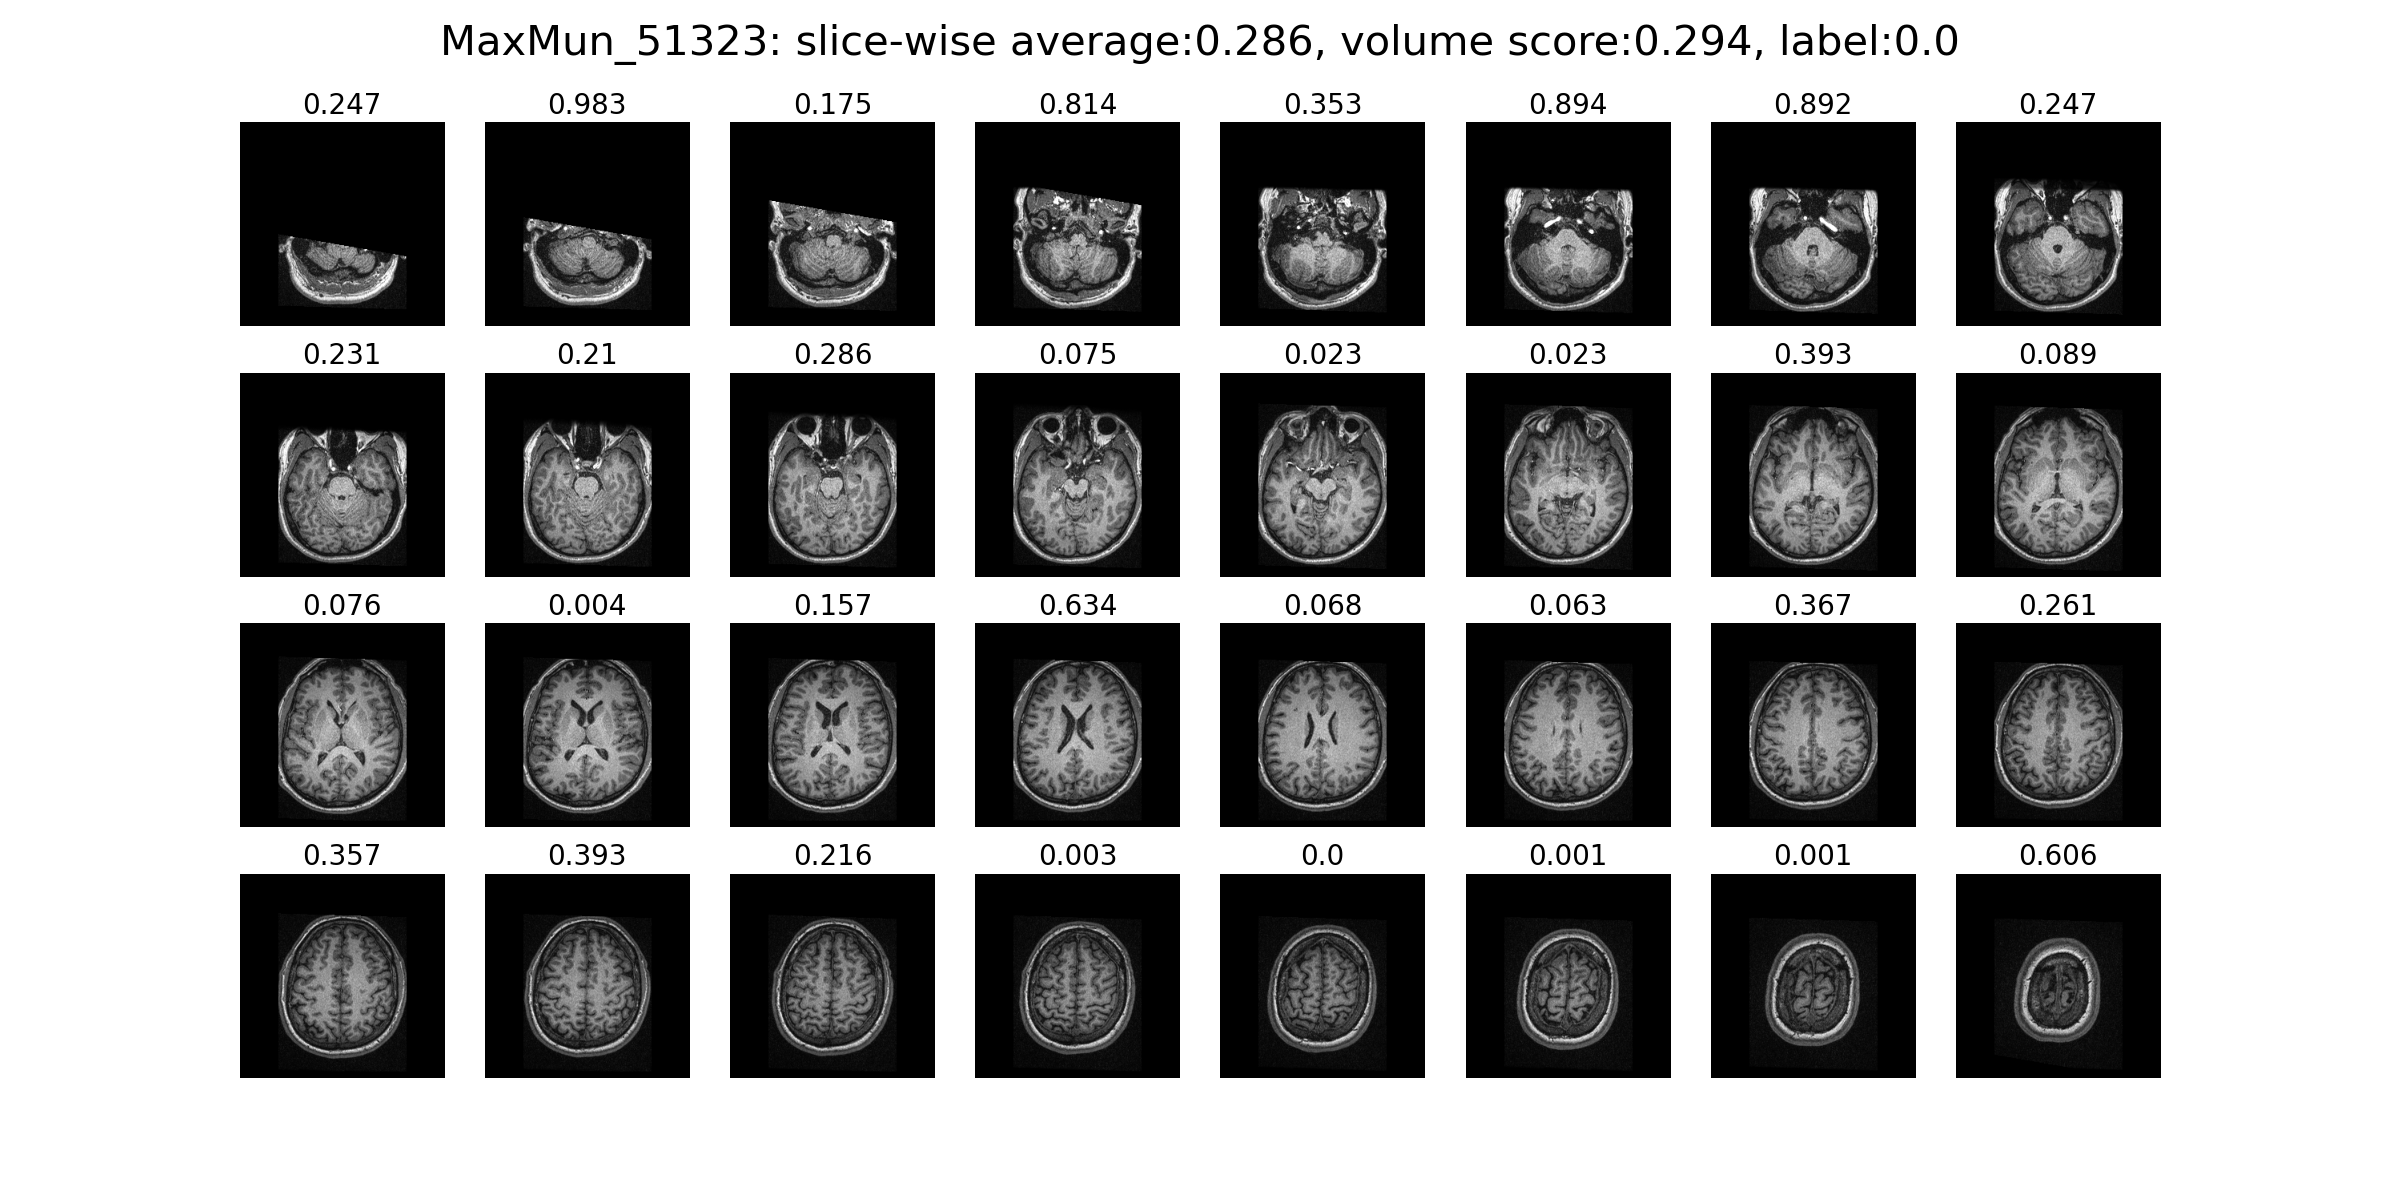 MaxMun_51323: slice-wise average:0.286, volume score:0.294, label:0.0
0.247 0.983 0.175 0.814 0.353 0.894 0.892 0.247
0.231 0.21 0.286 0.075 0.023 0.023 0.393 0.089
0.076 0.004 0.157 0.634 0.068 0.063 0.367 0.261
0.357 0.393 0.216 0.003 0.0 0.001 0.001 0.606